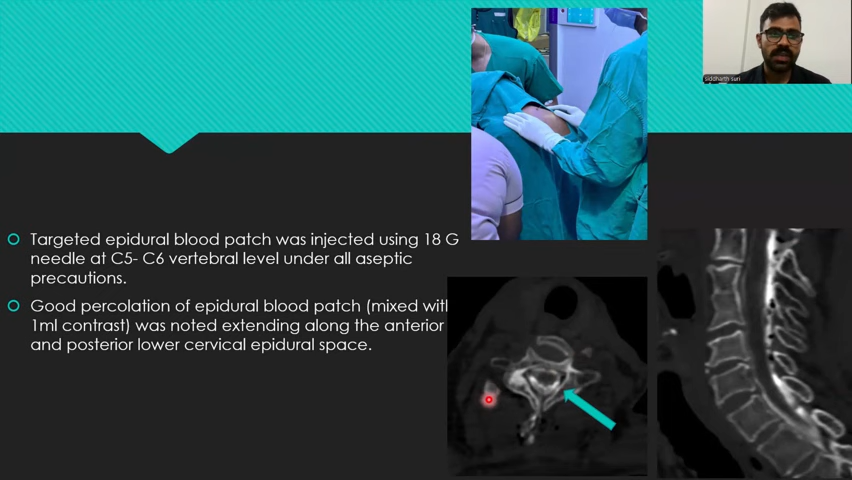 siddharth suri
Targeted epidural blood patch was injected using 18 G
needle at C5- C6 vertebral level under all aseptic
precautions.
Good percolation of epidural blood patch (mixed with
1ml contrast) was noted extending along the anterior
and posterior lower cervical epidural space.